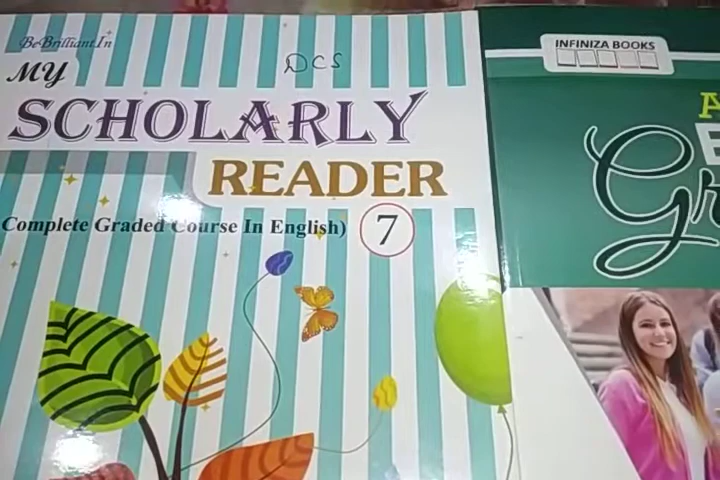 BeBrilliant.In
MY
DCS
SCHOLARLY
READER
Complete Graded Course In English)
7
INFINIZA BOOKS